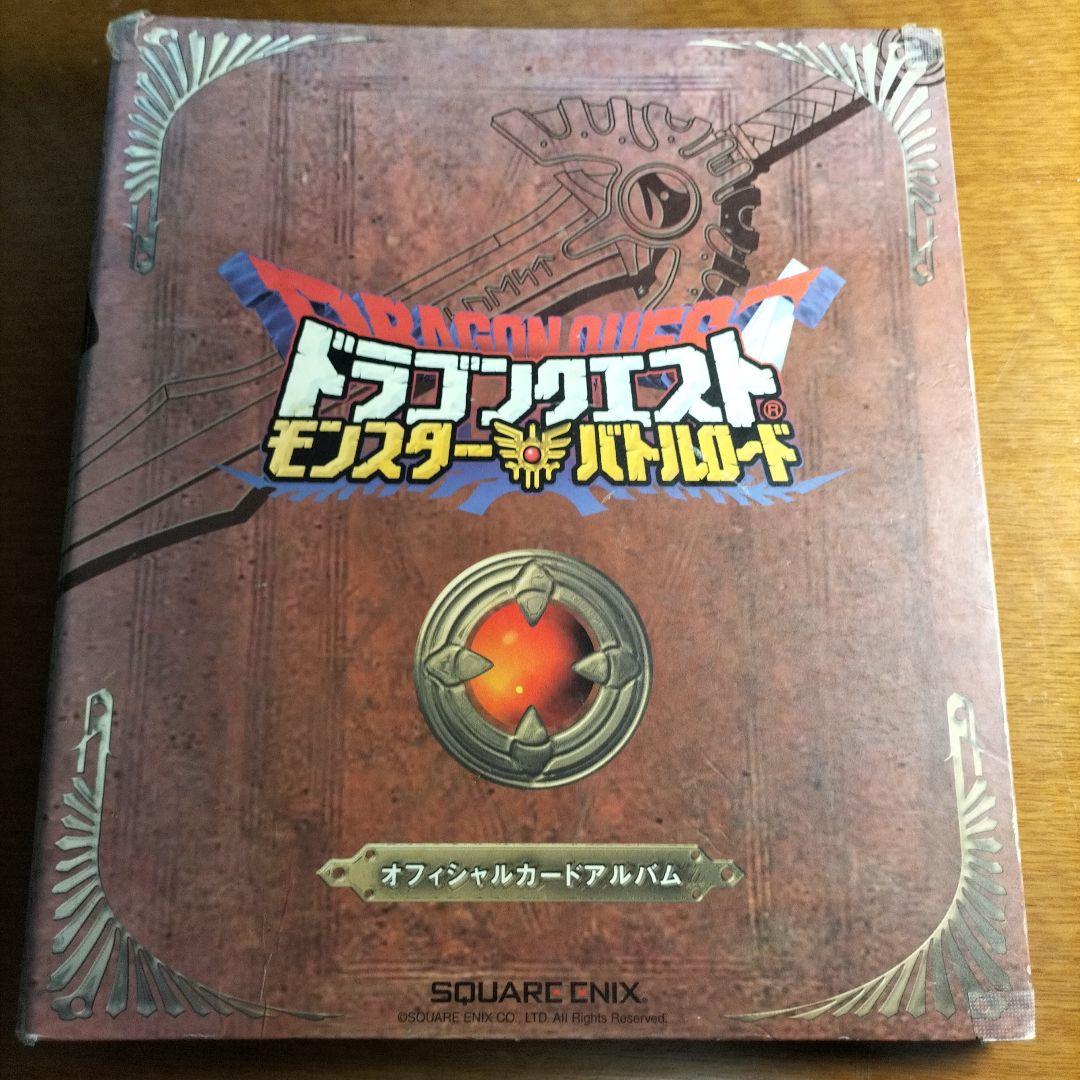 DRAGON QUEST
ドラゴンクエスト®
モンスターバトルロード
オフィシャルカードアルバム
SQUARE ENIX®
©SQUARE ENIX CO., LTD. All Rights Reserved.